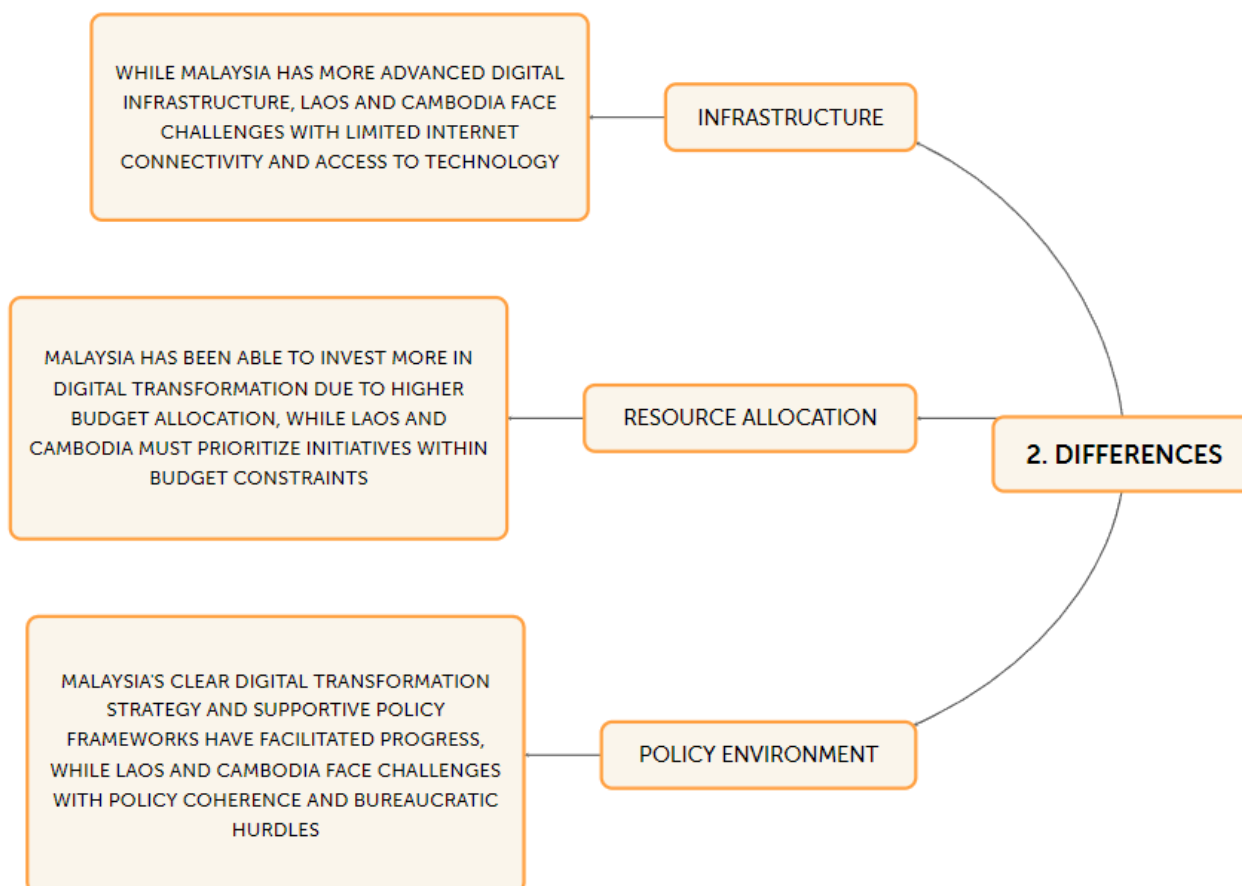 2. DIFFERENCES
INFRASTRUCTURE
WHILE MALAYSIA HAS MORE ADVANCED DIGITAL
INFRASTRUCTURE, LAOS AND CAMBODIA FACE
CHALLENGES WITH LIMITED INTERNET
CONNECTIVITY AND ACCESS TO TECHNOLOGY
RESOURCE ALLOCATION
MALAYSIA HAS BEEN ABLE TO INVEST MORE IN
DIGITAL TRANSFORMATION DUE TO HIGHER
BUDGET ALLOCATION, WHILE LAOS AND
CAMBODIA MUST PRIORITIZE INITIATIVES WITHIN
BUDGET CONSTRAINTS
POLICY ENVIRONMENT
MALAYSIA'S CLEAR DIGITAL TRANSFORMATION
STRATEGY AND SUPPORTIVE POLICY
FRAMEWORKS HAVE FACILITATED PROGRESS,
WHILE LAOS AND CAMBODIA FACE CHALLENGES
WITH POLICY COHERENCE AND BUREAUCRATIC
HURDLES